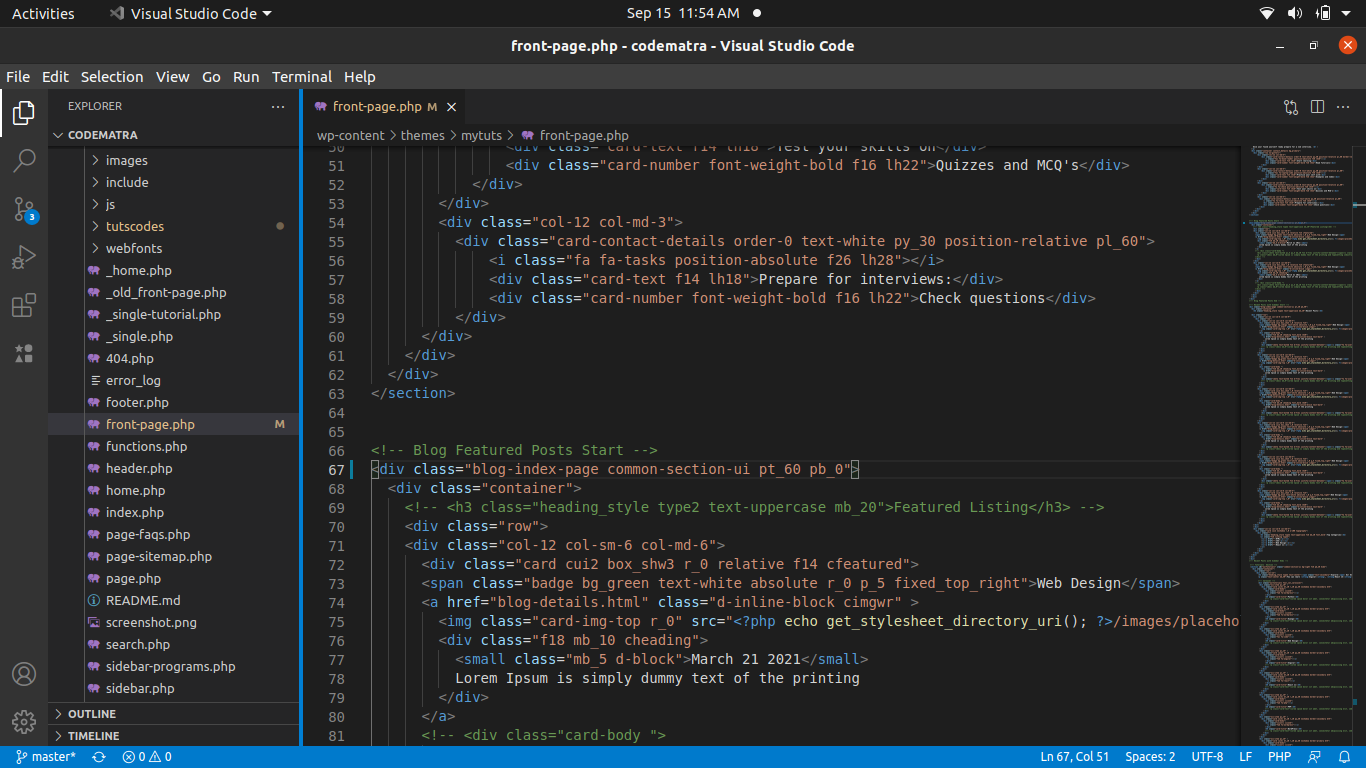 Activities
Visual Studio Code
Sep 15 11:54 AM
front-page.php - codematra - Visual Studio Code
File Edit Selection View Go Run Terminal Help
EXPLORER
CODEMATRA
images
include
js
tutscodes
webfonts
_home.php
_old_front-page.php
_single-tutorial.php
_single.php
404.php
error_log
footer.php
front-page.php M
functions.php
header.php
home.php
index.php
page-faqs.php
page-sitemap.php
page.php
README.md
screenshot.png
search.php
sidebar-programs.php
sidebar.php
OUTLINE
TIMELINE
3
front-page.php M
wp-content > themes > mytuts > front-page.php
50 <div class="card-text f14 lh18">Test your skills on</div>
51 <div class="card-number font-weight-bold f16 lh22">Quizzes and MCQ's</div>
52 </div>
53 </div>
54 <div class="col-12 col-md-3">
55 <div class="card-contact-details order-0 text-white py_30 position-relative pl_60">
56 <i class="fa fa-tasks position-absolute f26 lh28"></i>
57 <div class="card-text f14 lh18">Prepare for interviews:</div>
58 <div class="card-number font-weight-bold f16 lh22">Check questions</div>
59 </div>
60 </div>
61 </div>
62 </div>
63 </section>
64
65
66 <!-- Blog Featured Posts Start -->
67 <div class="blog-index-page common-section-ui pt_60 pb_0">
68 <div class="container">
69 <!-- <h3 class="heading_style type2 text-uppercase mb_20">Featured Listing</h3> -->
70 <div class="row">
71 <div class="col-12 col-sm-6 col-md-6">
72 <div class="card cui2 box_shw3 r_0 relative f14 cfeatured">
73 <span class="badge bg_green text-white absolute r_0 p_5 fixed_top_right">Web Design</span>
74 <a href="blog-details.html" class="d-inline-block cimgwr" >
75 <img class="card-img-top r_0" src="<?php echo get_stylesheet_directory_uri(); ?>/images/placeho
76 <div class="f18 mb_10 cheading">
77 <small class="mb_5 d-block">March 21 2021</small>
78 Lorem Ipsum is simply dummy text of the printing
79 </div>
80 </a>
81 <!-- <div class="card-body ">
master* 0 0
Ln 67, Col 51 Spaces: 2 UTF-8 LF PHP